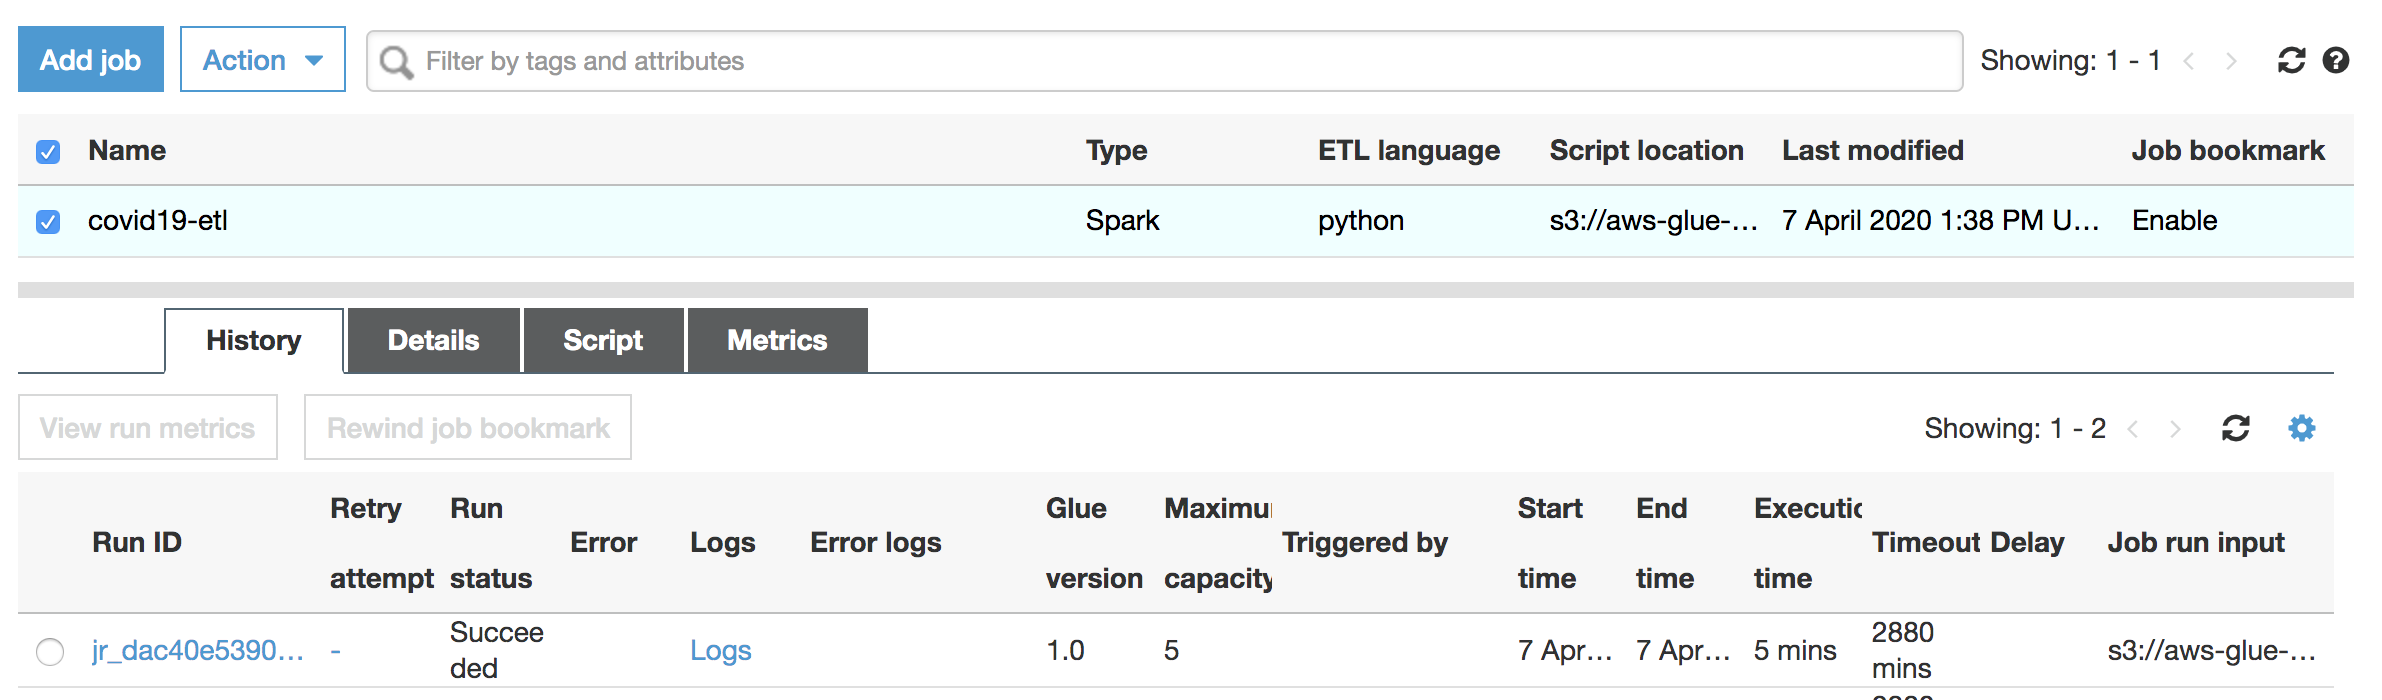 Add job Action Filter by tags and attributes Showing: 1 - 1
Name Type ETL language Script location Last modified Job bookmark
covid19-etl Spark python s3://aws-glue-... 7 April 2020 1:38 PM U... Enable
History Details Script Metrics
View run metrics Rewind job bookmark Showing: 1 - 2
Run ID Retry attempt Run status Error Logs Error logs Glue version Maximu capacity Triggered by Start time End time Executio time Timeout Delay Job run input
jr_dac40e5390... - Succeeded Logs 1.0 5 7 Apr... 7 Apr... 5 mins 2880 mins s3://aws-glue-...